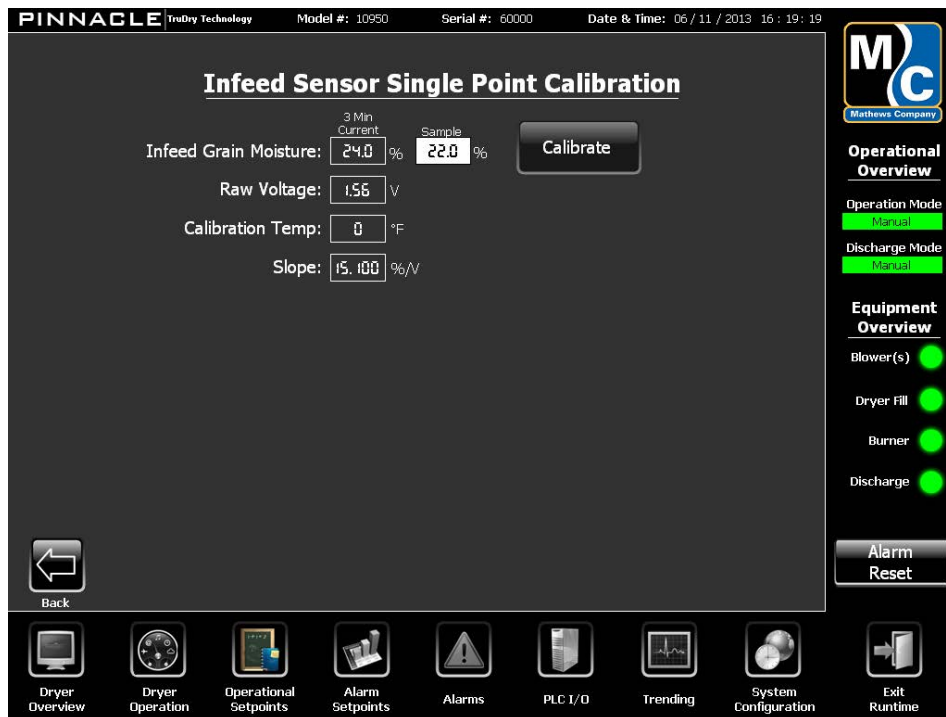 PINNACLE TruDry Technology Model #: 10950 Serial #: 60000 Date & Time: 06 / 11 / 2013 16 : 19 : 19
Infeed Sensor Single Point Calibration
3 Min
Current Sample
Infeed Grain Moisture: 24.0 % 22.0 % Calibrate
Raw Voltage: 1.56 V
Calibration Temp: 0 °F
Slope: 15.100 %/V
Back
MC
Mathews Company
Operational
Overview
Operation Mode
Manual
Discharge Mode
Manual
Equipment
Overview
Blower(s)
Dryer Fill
Burner
Discharge
Alarm
Reset
Dryer
Overview
Dryer
Operation
Operational
Setpoints
Alarm
Setpoints
Alarms
PLC I/O
Trending
System
Configuration
Exit
Runtime